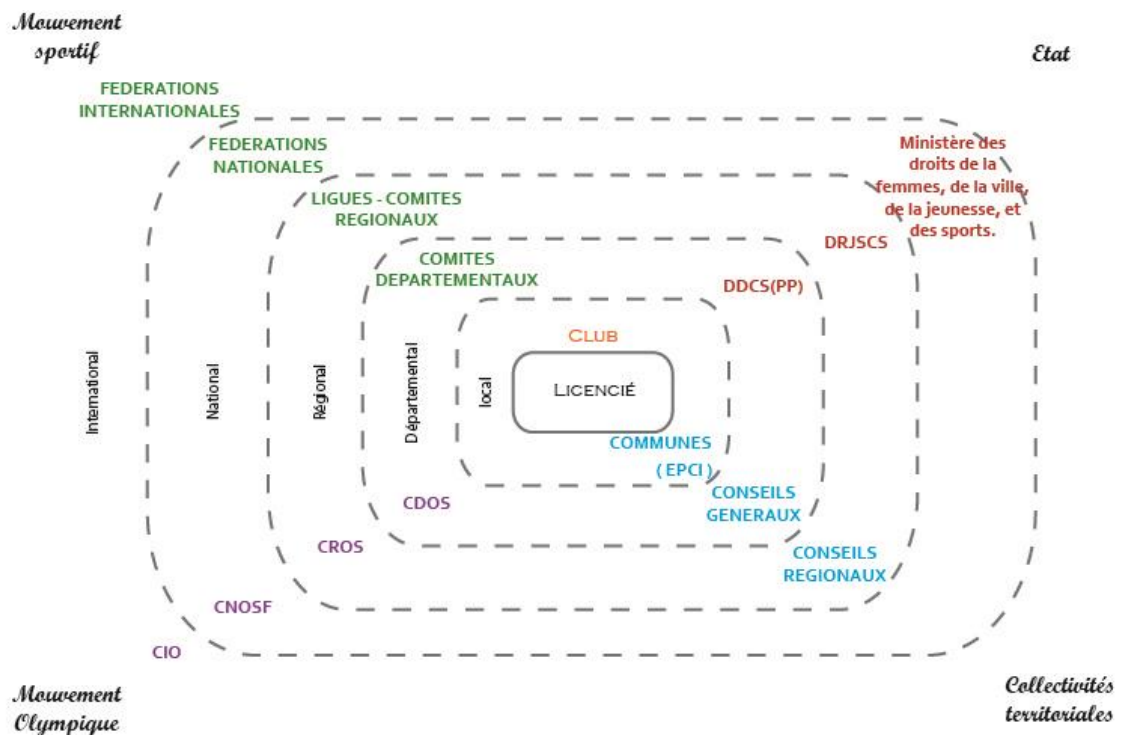 Mouvement
sportif
Etat
FEDERATIONS
INTERNATIONALES
FEDERATIONS
NATIONALES
Ministère des
droits de la
femmes, de la ville,
de la jeunesse, et
des sports.
LIGUES - COMITES
REGIONAUX
DRJSCS
COMITES
DEPARTEMENTAUX
DDCS(PP)
CLUB
LICENCIÉ
International
National
Régional
Départemental
local
COMMUNES
( EPCI )
CDOS
CONSEILS
GENERAUX
CROS
CONSEILS
REGIONAUX
CNOSF
CIO
Mouvement
Olympique
Collectivités
territoriales